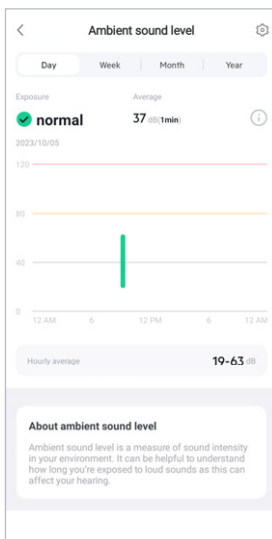 Ambient sound level
Day Week Month Year
Exposure Average
normal 37 dB(1min)
2023/10/05
120
80
40
0
12 AM 6 12 PM 6 12 AM
Hourly average 19-63 dB
About ambient sound level
Ambient sound level is a measure of sound intensity
in your environment. It can be helpful to understand
how long you're exposed to loud sounds as this can
affect your hearing.